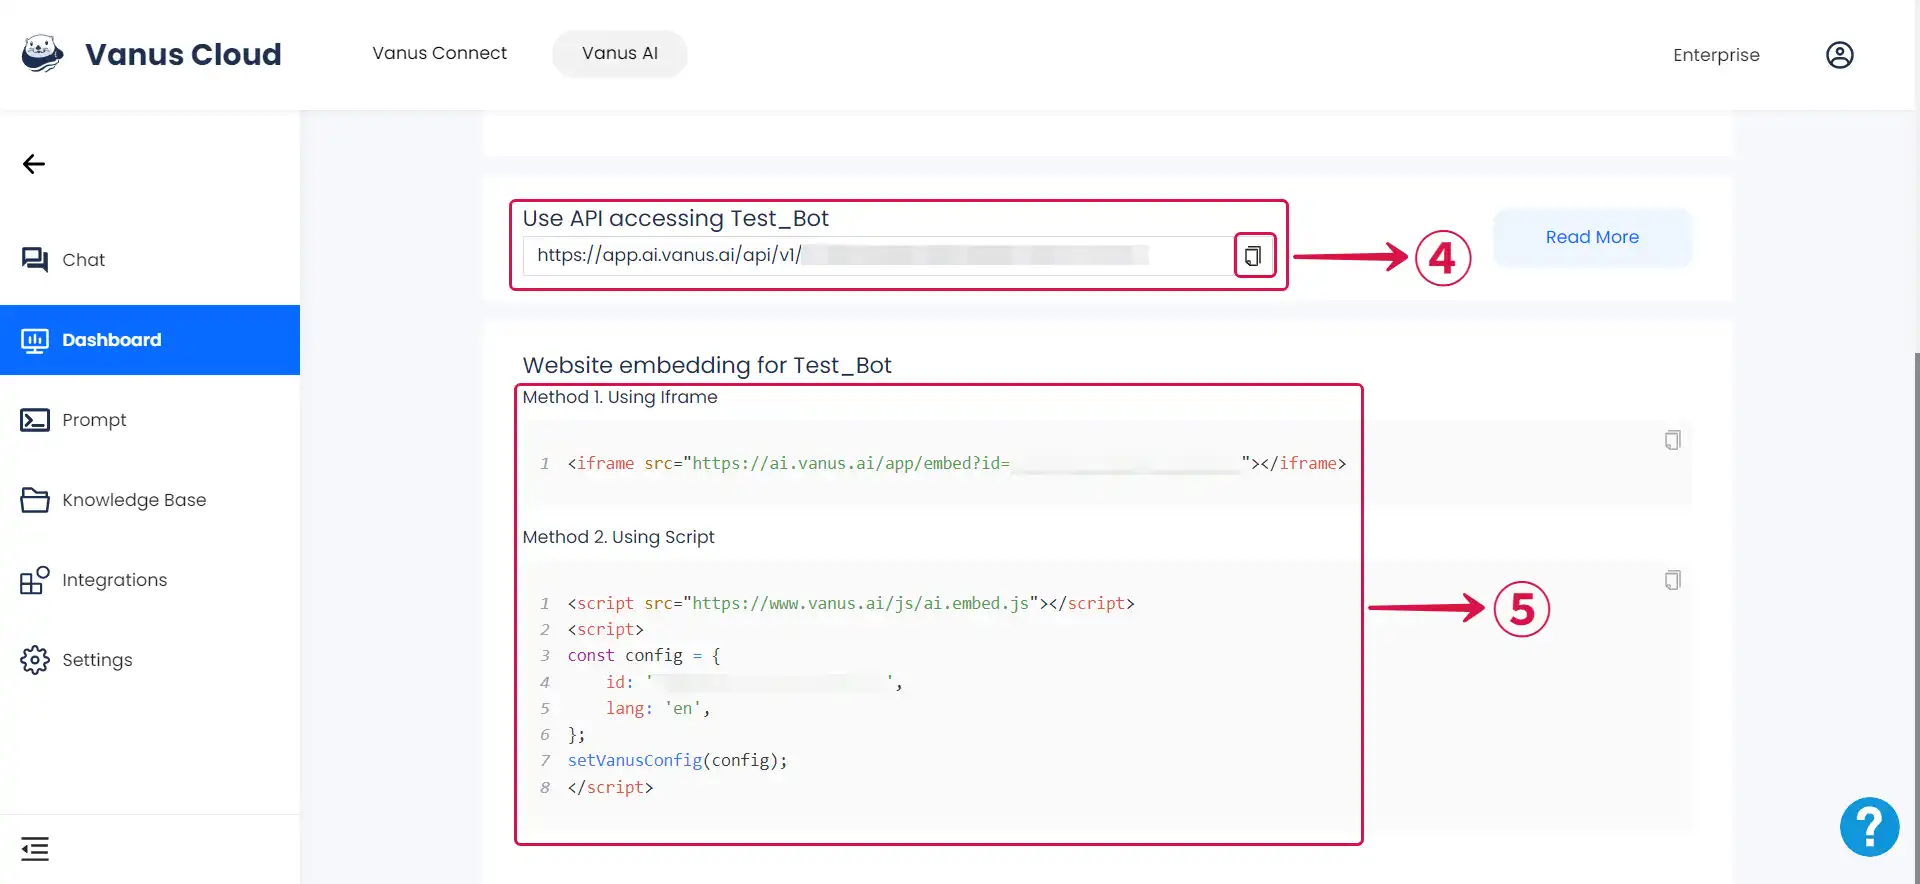 Vanus Cloud
Vanus Connect
Vanus AI
Enterprise
Chat
Dashboard
Prompt
Knowledge Base
Integrations
Settings
Use API accessing Test_Bot
https://app.ai.vanus.ai/api/v1/
4
Read More
Website embedding for Test_Bot
Method 1. Using Iframe
1 <iframe src="https://ai.vanus.ai/app/embed?id= "></iframe>
Method 2. Using Script
1 <script src="https://www.vanus.ai/js/ai.embed.js"></script>
2 <script>
3 const config = {
4 id: ' ',
5 lang: 'en',
6 };
7 setVanusConfig(config);
8 </script>
5
?